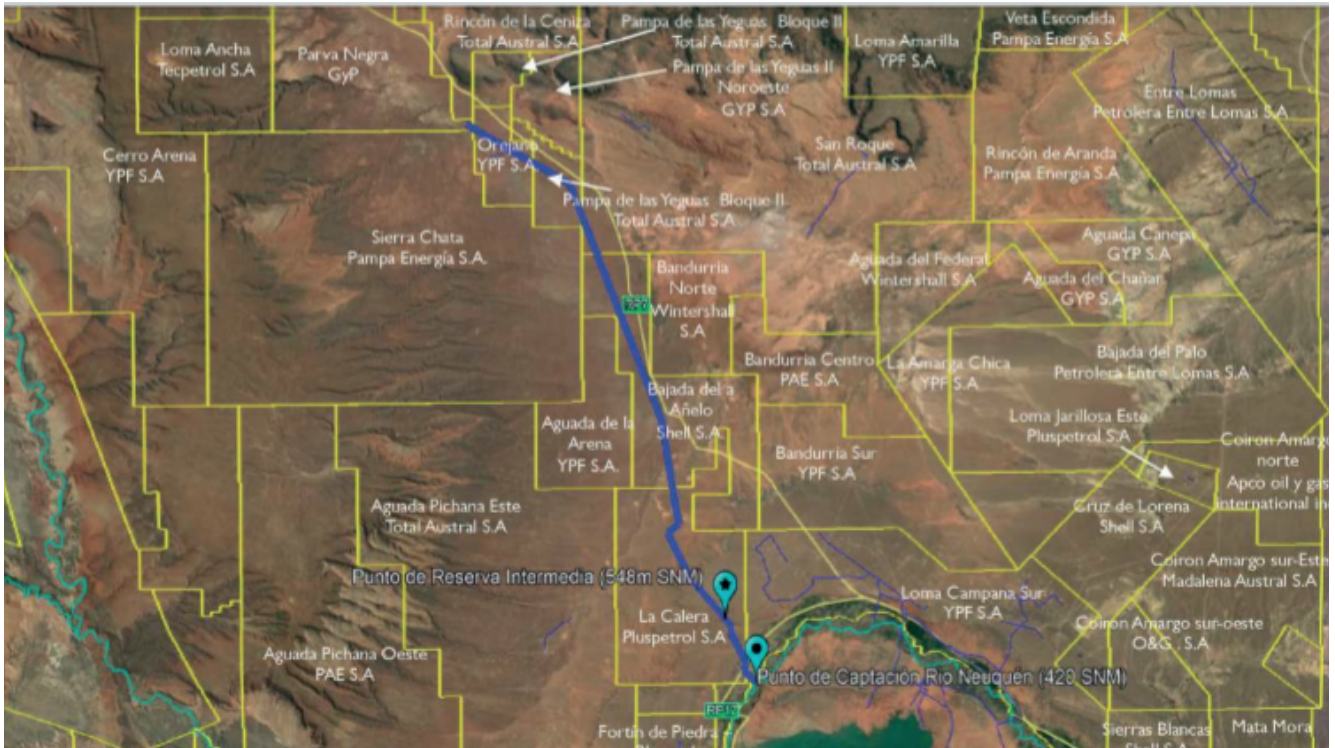 Rincón de la Ceniza
Total Austral S.A
Pampa de las Yeguas Bloque II
Total Austral S.A
Pampa de las Yeguas II
Noroeste
GYP S.A
Loma Ancha
Tecpetrol S.A
Parva Negra
GyP
Loma Amarilla
YPF S.A
Veta Escondida
Pampa Energía S.A
Entre Lomas
Petrolera Entre Lomas S.A
Cerro Arena
YPF S.A
Orejano
YPF S.A
San Roque
Total Austral S.A
Rincón de Aranda
Pampa Energía S.A
Pampa de las Yeguas Bloque II
Total Austral S.A
Sierra Chata
Pampa Energía S.A.
Bandurria
Norte
Wintershall
S.A
Aguada del Federal
Wintershall S.A
Aguada Canepa
GYP S.A
Aguada del Chañar
GYP S.A
Bandurria Centro
PAE S.A
La Amarga Chica
YPF S.A
Bajada del Palo
Petrolera Entre Lomas S.A
Bajada del a
Añelo
Shell S.A
Aguada de la
Arena
YPF S.A.
Bandurria Sur
YPF S.A
Loma Jarillosa Este
Pluspetrol S.A
Coiron Amargo
norte
Apco oil y gas
international in
Aguada Pichana Este
Total Austral S.A
Cruz de Lorena
Shell S.A
Coiron Amargo sur-Este
Madalena Austral S.A
Punto de Reserva Intermedia (548m SNM)
La Calera
Pluspetrol S.A
Loma Campana Sur
YPF S.A
Coiron Amargo sur-oeste
O&G . S.A
Aguada Pichana Oeste
PAE S.A
Punto de Captación Rio Neuquén (420 SNM)
RP17
Fortín de Piedra
Sierras Blancas
Shell S.A
Mata Mora